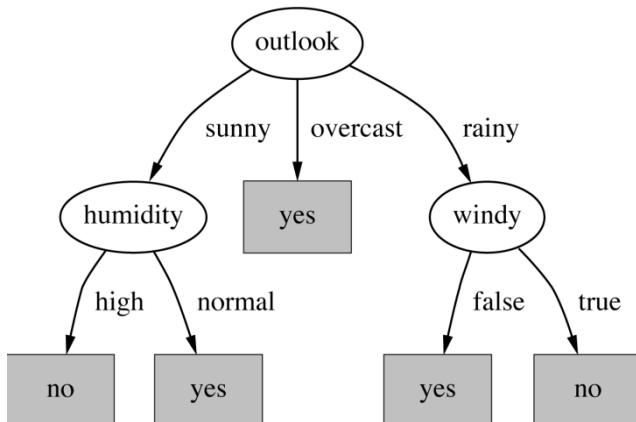 outlook
sunny overcast rainy
humidity yes windy
high normal false true
no yes yes no